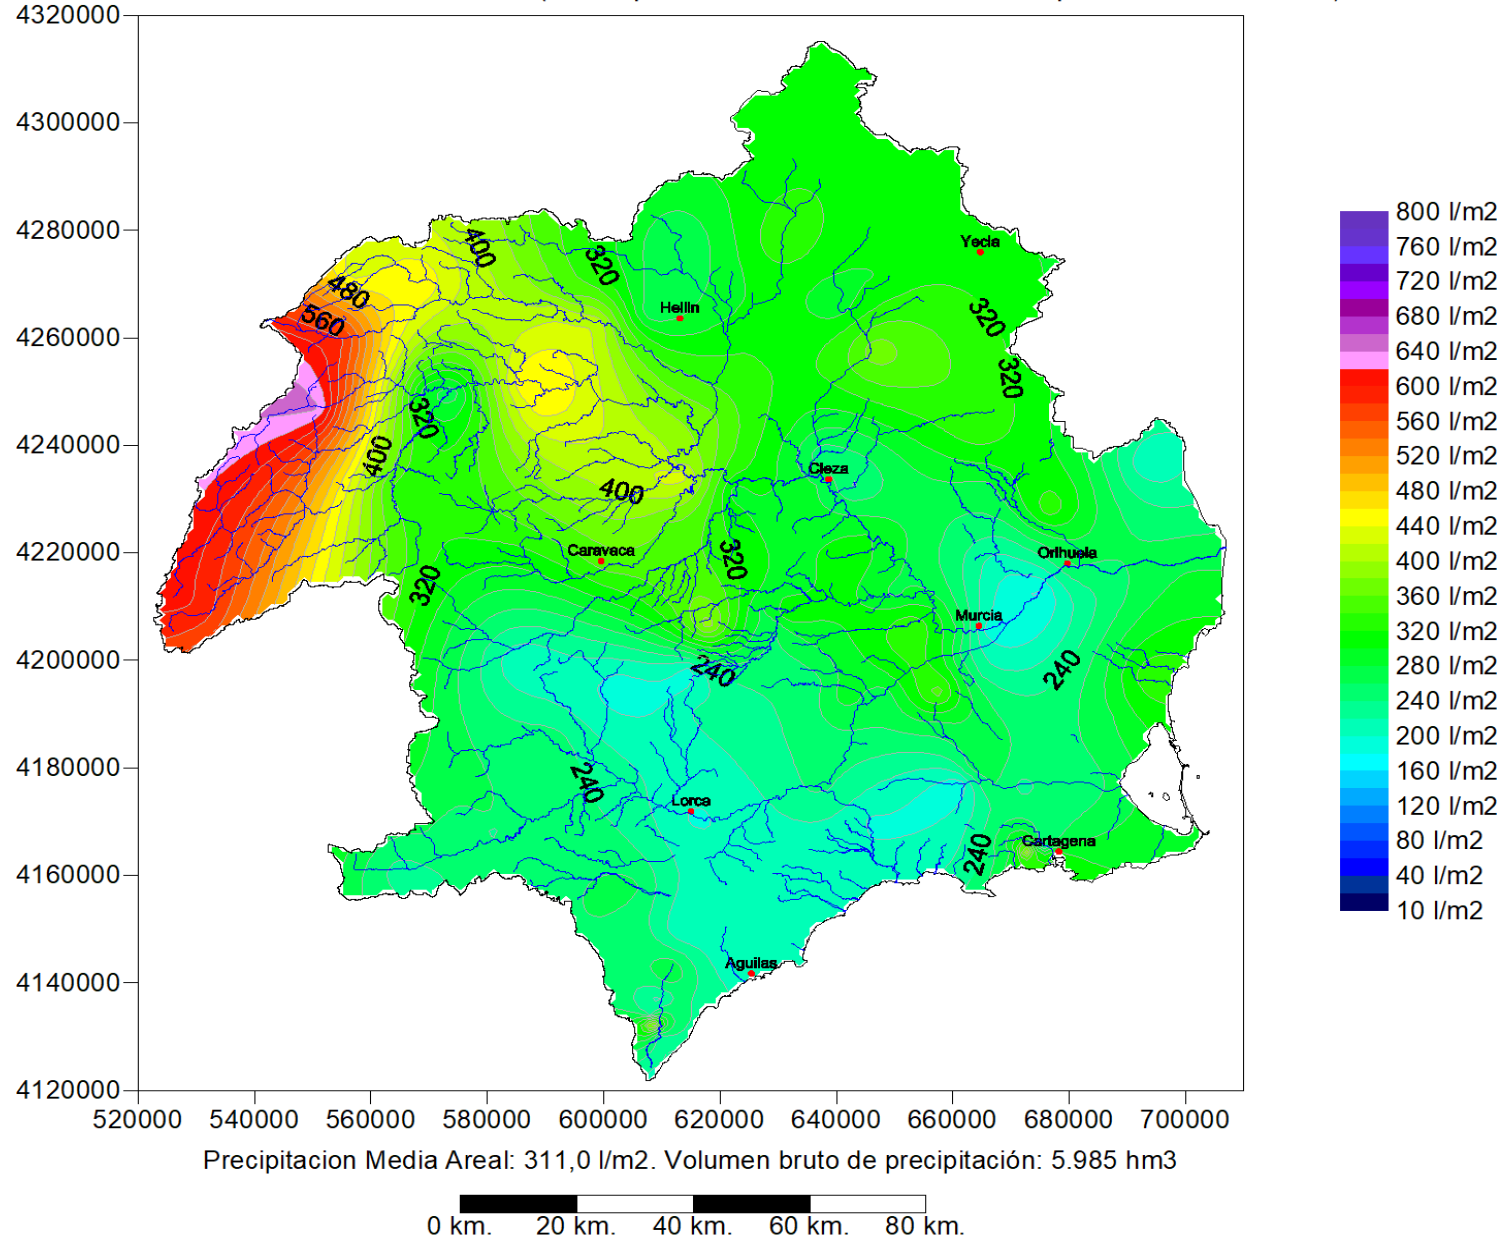 4320000
4300000
4280000
4260000
4240000
4220000
4200000
4180000
4160000
4140000
4120000
520000 540000 560000 580000 600000 620000 640000 660000 680000 700000
Yecla
400
320
480
560
Hellin
320
320
320
400
400
Cieza
Caravaca
320
320
Orihuela
Murcia
240
240
240
Lorca
240
Cartagena
Aguilas
800 l/m2
760 l/m2
720 l/m2
680 l/m2
640 l/m2
600 l/m2
560 l/m2
520 l/m2
480 l/m2
440 l/m2
400 l/m2
360 l/m2
320 l/m2
280 l/m2
240 l/m2
200 l/m2
160 l/m2
120 l/m2
80 l/m2
40 l/m2
10 l/m2
Precipitacion Media Areal: 311,0 l/m2. Volumen bruto de precipitación: 5.985 hm3
0 km. 20 km. 40 km. 60 km. 80 km.